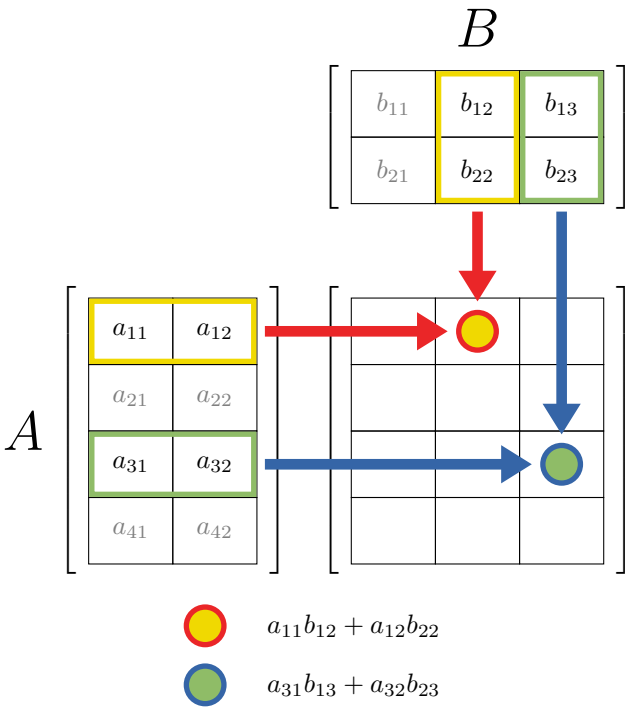 B
b₁₁ b₁₂ b₁₃
b₂₁ b₂₂ b₂₃
A
a₁₁ a₁₂
a₂₁ a₂₂
a₃₁ a₃₂
a₄₁ a₄₂
a₁₁b₁₂ + a₁₂b₂₂
a₃₁b₁₃ + a₃₂b₂₃